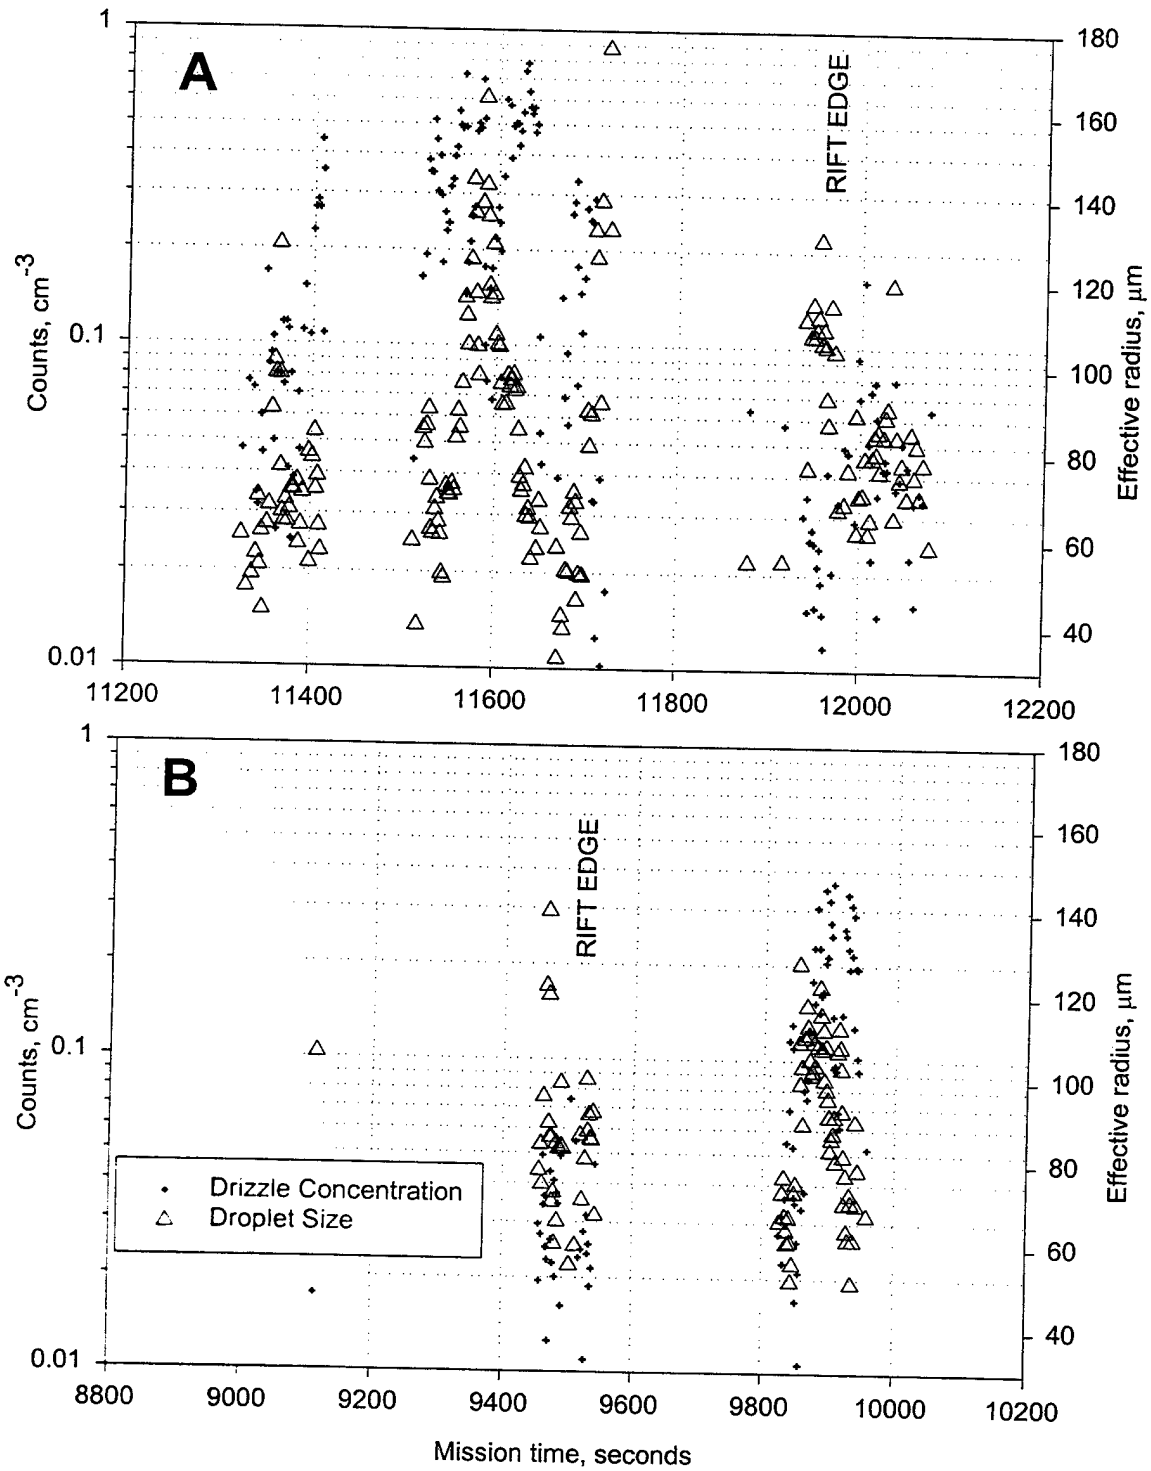 A
1
0.1
0.01
Counts, cm-3
180
160
140
120
100
80
60
40
Effective radius, μm
RIFT EDGE
11200 11400 11600 11800 12000 12200
B
1
0.1
0.01
Counts, cm-3
180
160
140
120
100
80
60
40
Effective radius, μm
RIFT EDGE
Drizzle Concentration
Droplet Size
8800 9000 9200 9400 9600 9800 10000 10200
Mission time, seconds